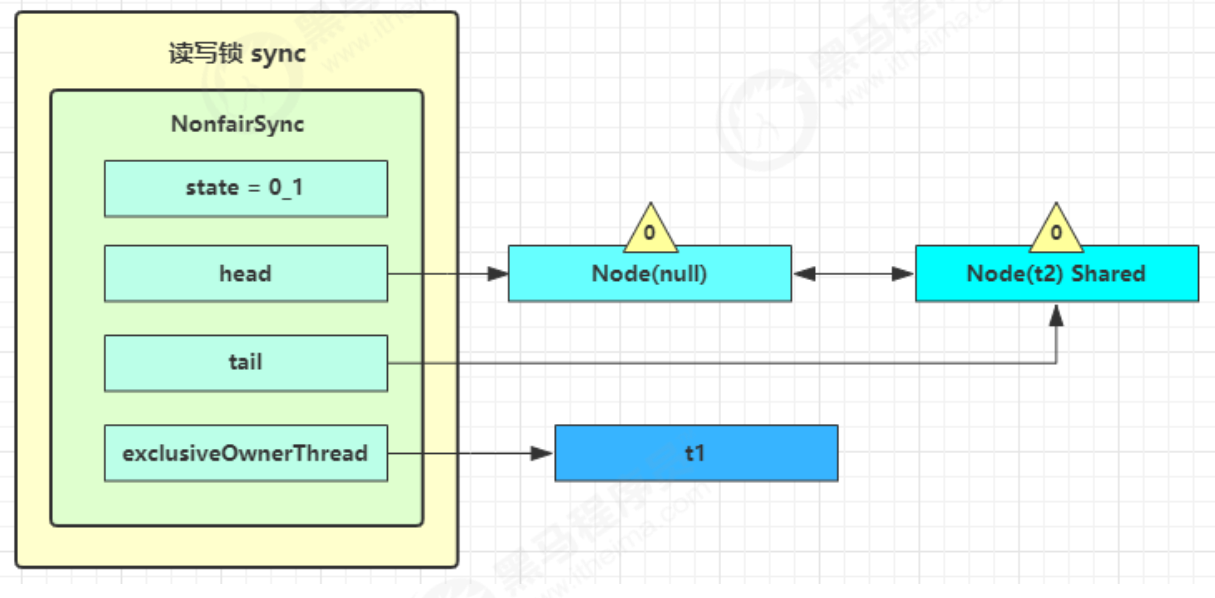 读写锁 sync
NonfairSync
state = 0_1
head
tail
exclusiveOwnerThread
0
Node(null)
0
Node(t2) Shared
t1
黑马程序员
www.itheima.com